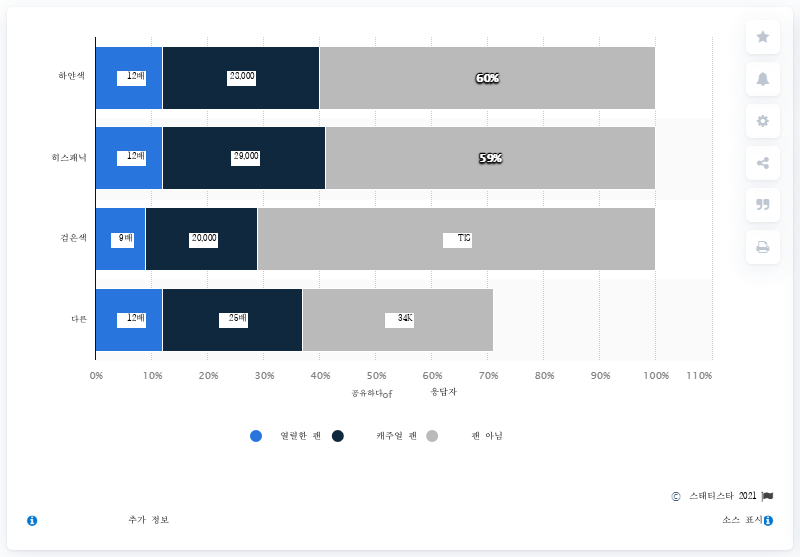 하얀색 12배 28,000 60%
히스패닉 12배 29,000 59%
검은색 9배 20,000 T1S
다른 12배 25배 34K
0% 10% 20% 30% 40% 50% 60% 70% 80% 90% 100% 110%
공유하다of 응답자
열렬한 팬 캐주얼 팬 팬 아님
© 스태티스타 2021
추가 정보 소스 표시